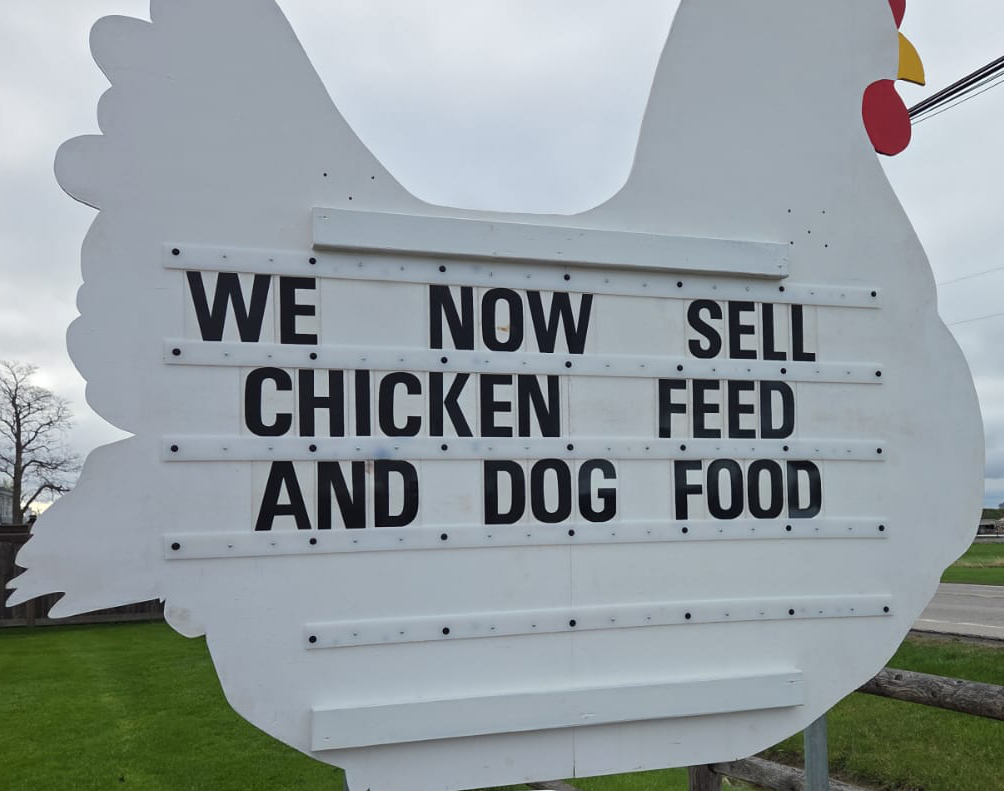 WE NOW SELL
CHICKEN FEED
AND DOG FOOD